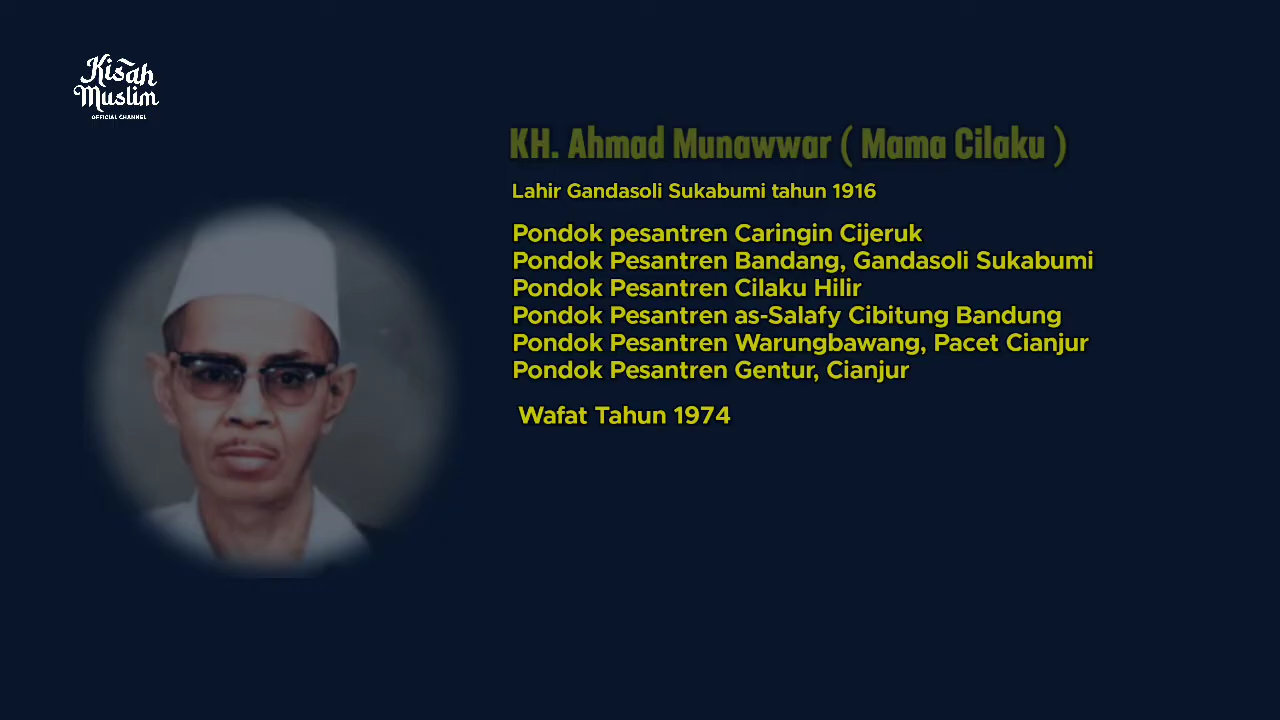 Kisah
Muslim
OFFICIAL CHANNEL
KH. Ahmad Munawwar ( Mama Cilaku )
Lahir Gandasoli Sukabumi tahun 1916
Pondok pesantren Caringin Cijeruk
Pondok Pesantren Bandang, Gandasoli Sukabumi
Pondok Pesantren Cilaku Hilir
Pondok Pesantren as-Salafy Cibitung Bandung
Pondok Pesantren Warungbawang, Pacet Cianjur
Pondok Pesantren Gentur, Cianjur
Wafat Tahun 1974